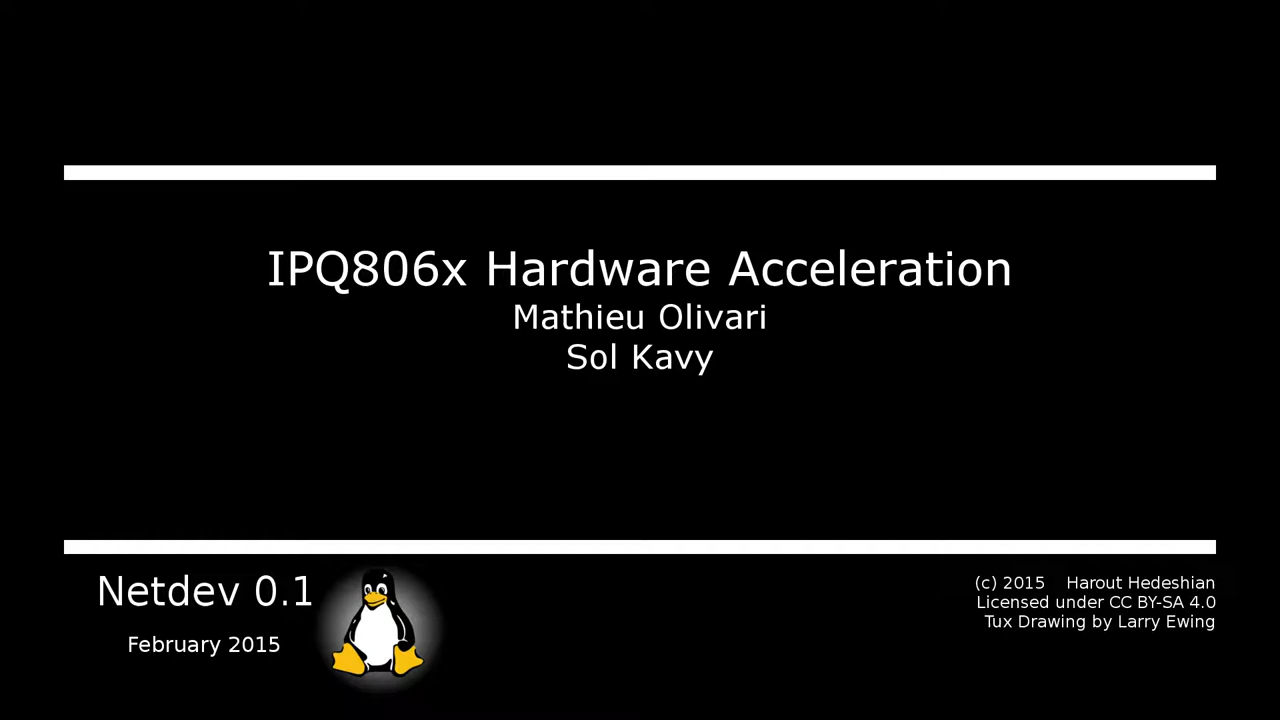 IPQ806x Hardware Acceleration
Mathieu Olivari
Sol Kavy
Netdev 0.1
February 2015
(c) 2015 Harout Hedeshian
Licensed under CC BY-SA 4.0
Tux Drawing by Larry Ewing